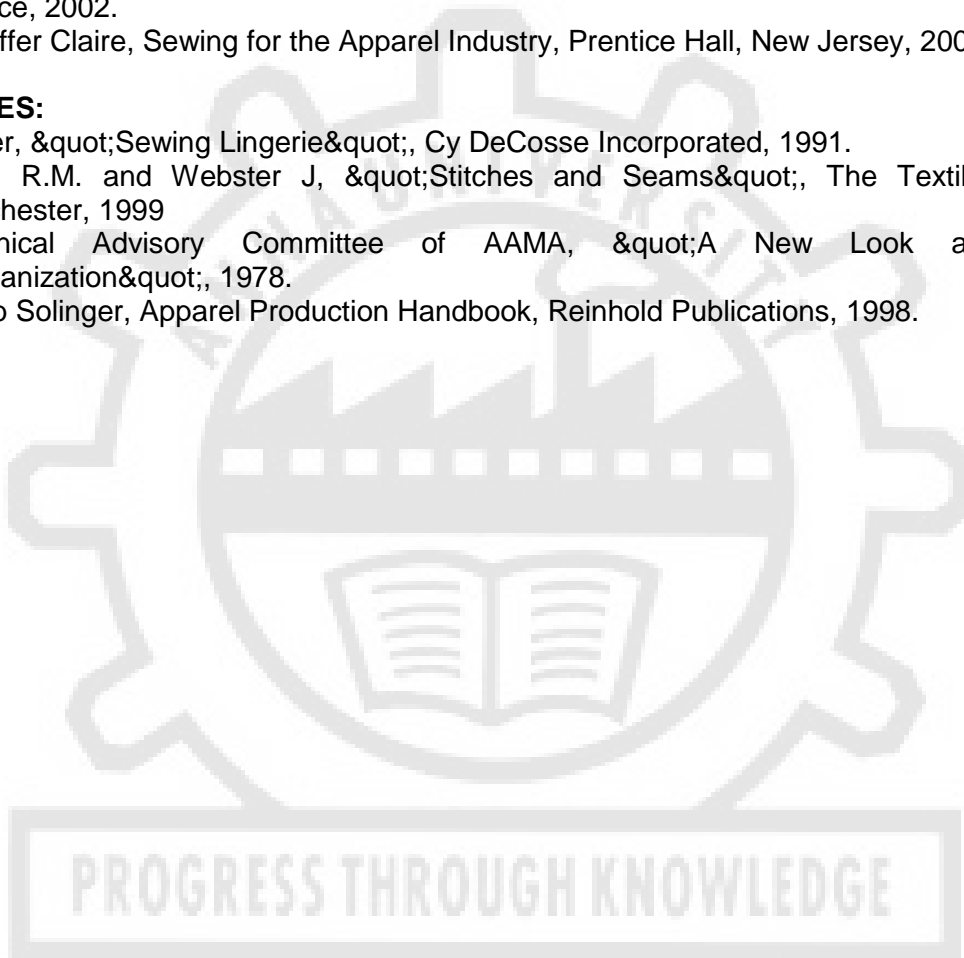 ce, 2002.
ffer Claire, Sewing for the Apparel Industry, Prentice Hall, New Jersey, 200
ES:
er, &quot;Sewing Lingerie&quot;, Cy DeCosse Incorporated, 1991.
R.M. and Webster J, &quot;Stitches and Seams&quot;, The Textil
hester, 1999
nical Advisory Committee of AAMA, &quot;A New Look a
anization&quot;, 1978.
o Solinger, Apparel Production Handbook, Reinhold Publications, 1998.
ANNA UNIVERSITY
PROGRESS THROUGH KNOWLEDGE